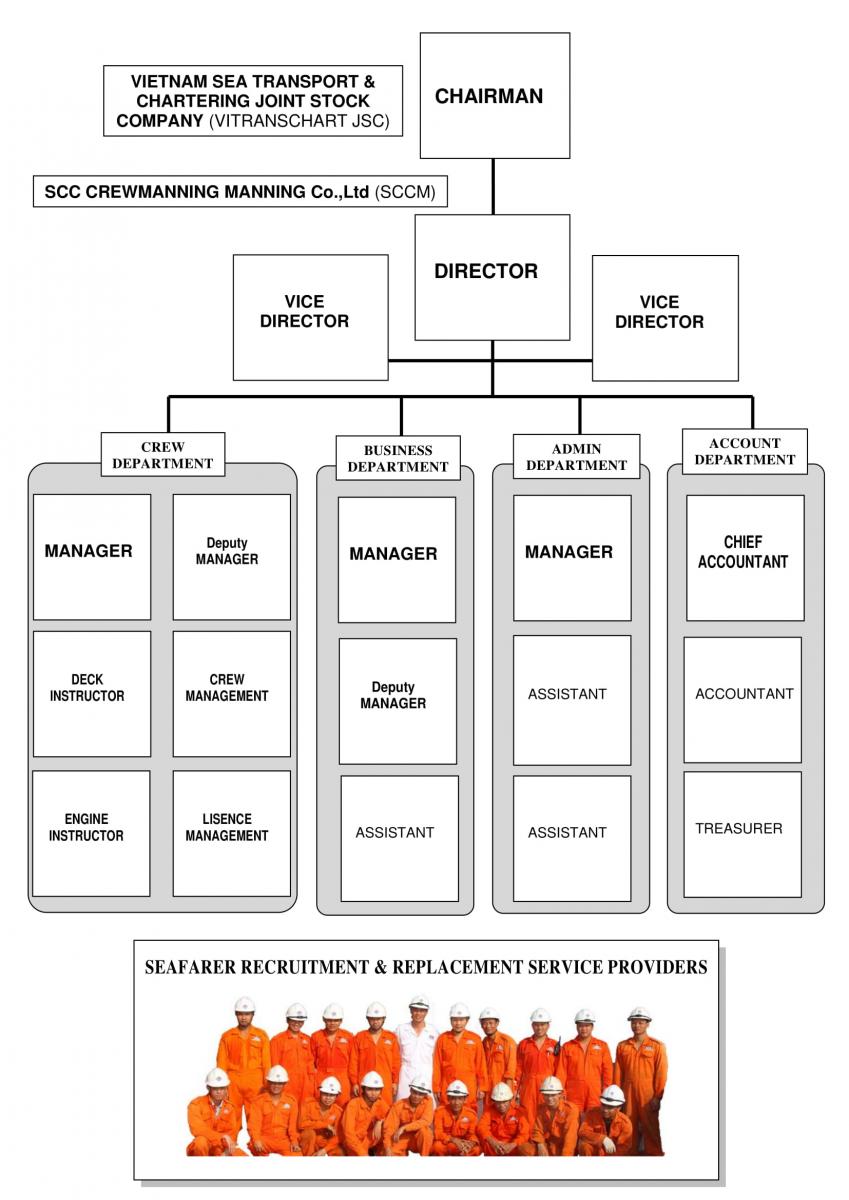 VIETNAM SEA TRANSPORT &
CHARTERING JOINT STOCK
COMPANY (VITRANSCHART JSC)
CHAIRMAN
SCC CREWMANNING MANNING Co.,Ltd (SCCM)
DIRECTOR
VICE
DIRECTOR
VICE
DIRECTOR
CREW
DEPARTMENT
MANAGER
Deputy
MANAGER
DECK
INSTRUCTOR
CREW
MANAGEMENT
ENGINE
INSTRUCTOR
LISENCE
MANAGEMENT
BUSINESS
DEPARTMENT
MANAGER
Deputy
MANAGER
ASSISTANT
ADMIN
DEPARTMENT
MANAGER
ASSISTANT
ASSISTANT
ACCOUNT
DEPARTMENT
CHIEF
ACCOUNTANT
ACCOUNTANT
TREASURER
SEAFARER RECRUITMENT & REPLACEMENT SERVICE PROVIDERS